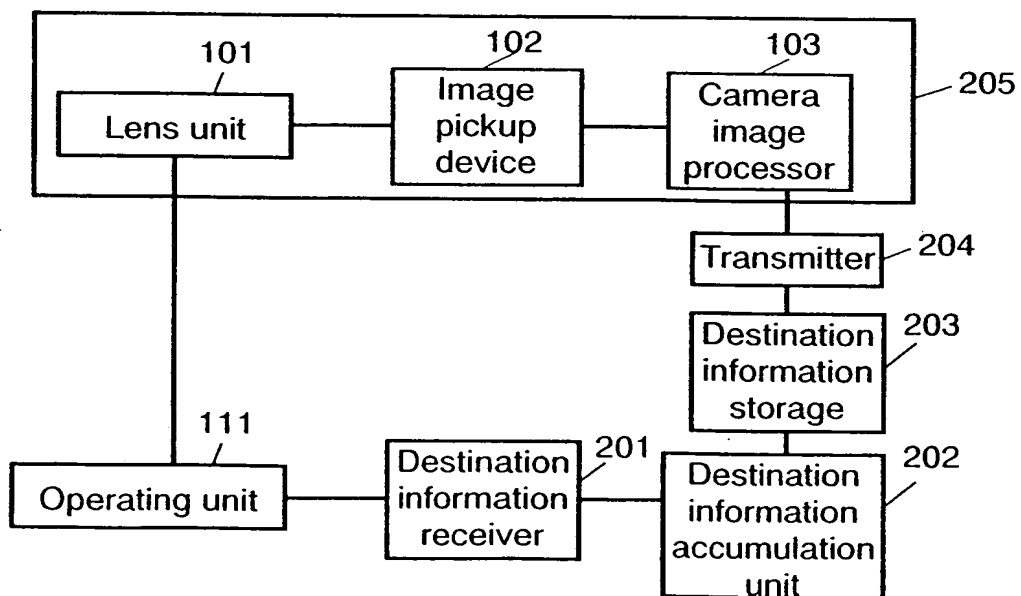 101
102
103
205
Lens unit
Image
pickup
device
Camera
image
processor
Transmitter
204
Destination
information
storage
203
111
Operating unit
Destination
information
receiver
201
Destination
information
accumulation
unit
202